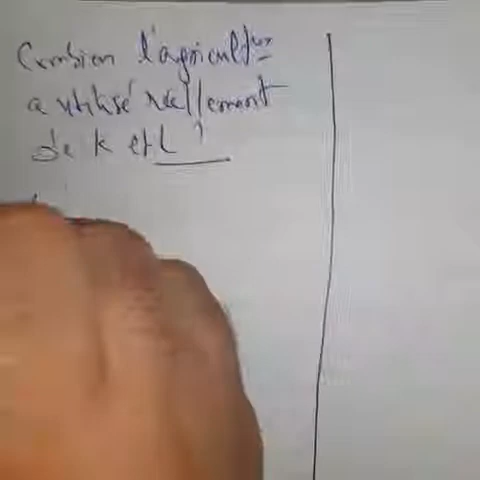 Combien l'agriculteur
a utilisé réellement
de k et L ?